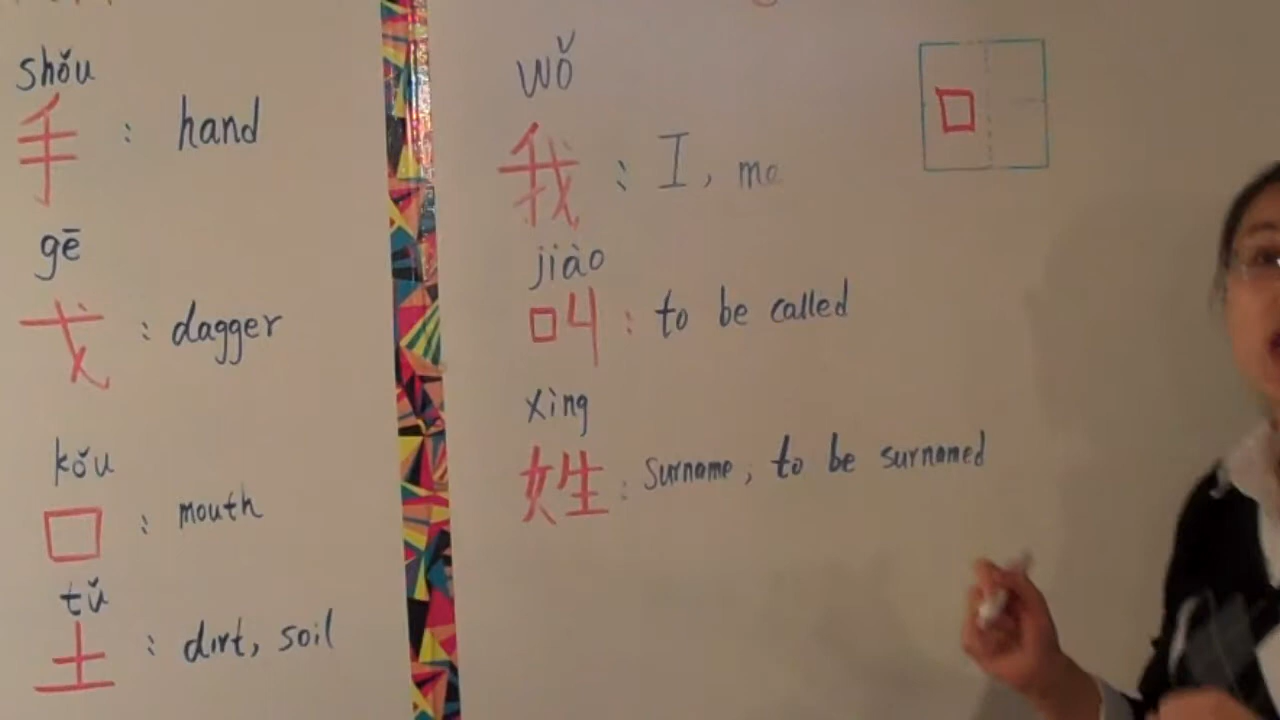 shǒu
手 : hand
gē
戈 : dagger
kǒu
口 : mouth
tǔ
土 : dirt, soil
wǒ
我 : I, me
jiào
叫 : to be called
xìng
姓 : surname, to be surnamed
口